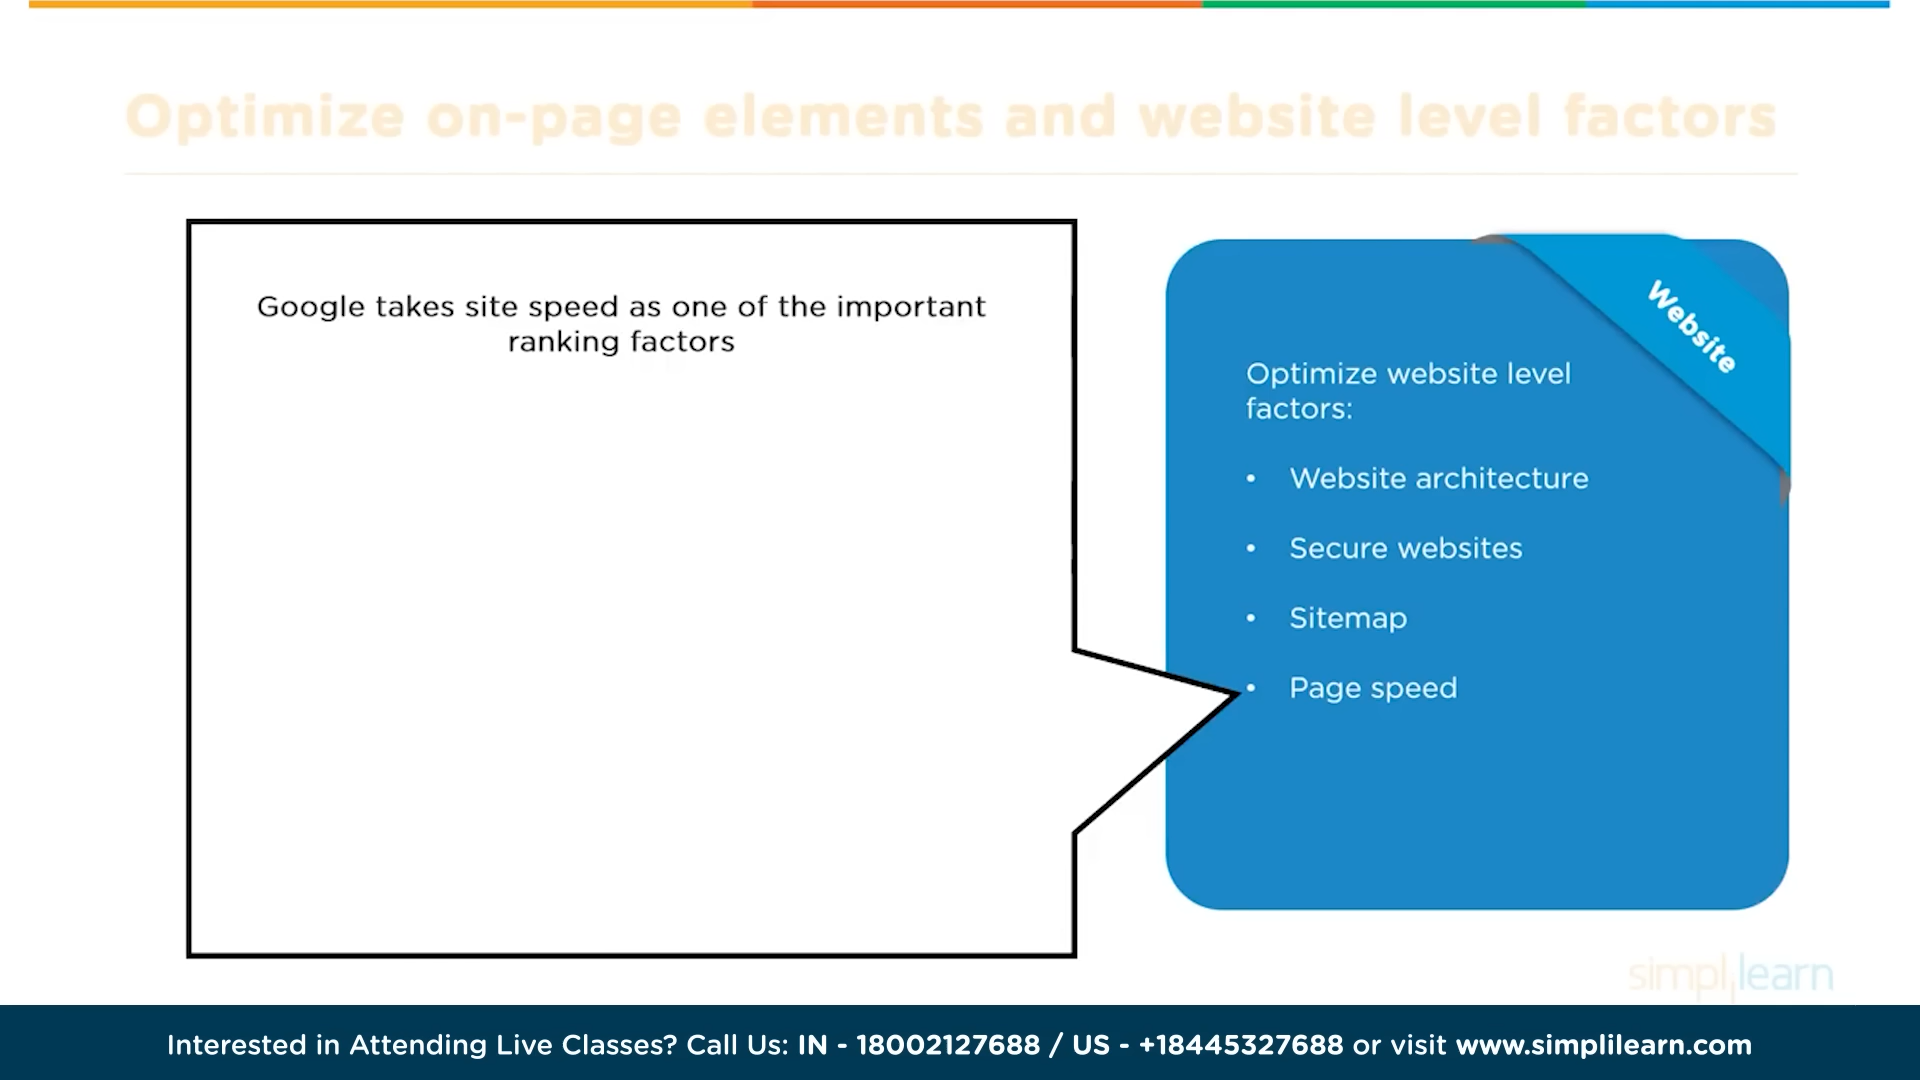 Optimize on-page elements and website level factors
Google takes site speed as one of the important
ranking factors
Website
Optimize website level
factors:
• Website architecture
• Secure websites
• Sitemap
• Page speed
simplilearn
Interested in Attending Live Classes? Call Us: IN - 18002127688 / US - +18445327688 or visit www.simplilearn.com